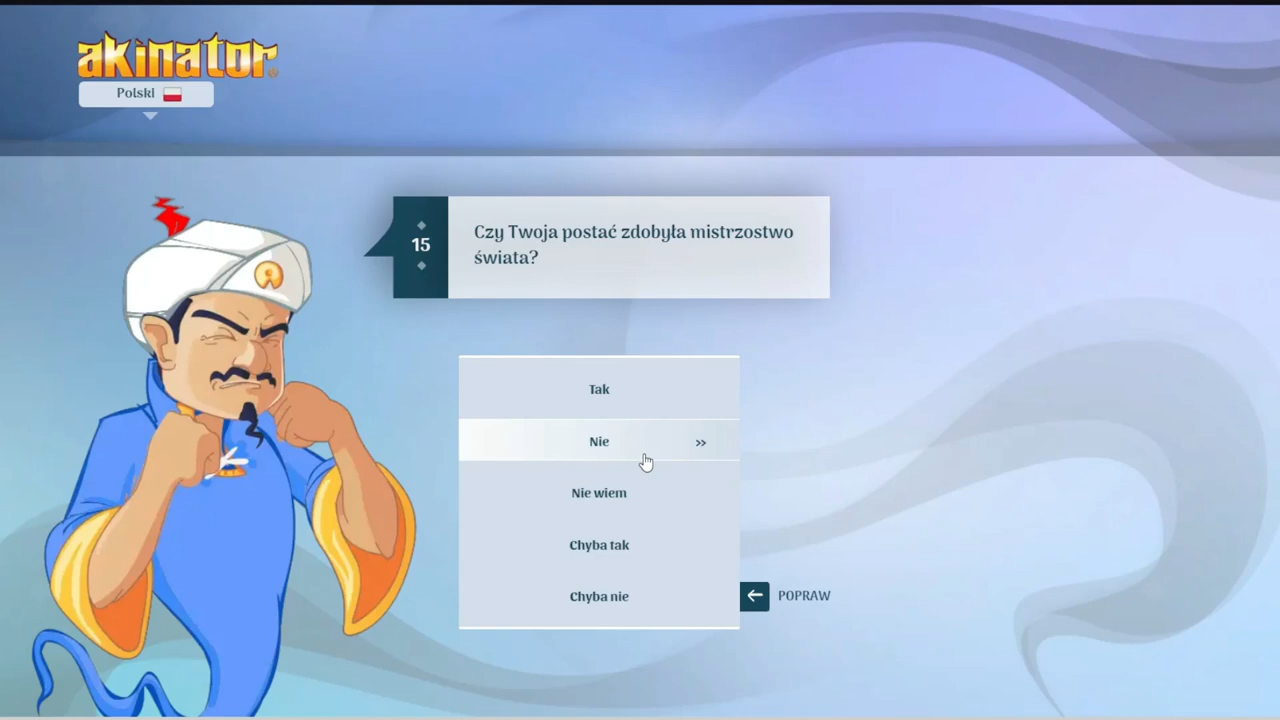 akinator
Polski
15
Czy Twoja postać zdobyła mistrzostwo
świata?
Tak
Nie
Nie wiem
Chyba tak
Chyba nie
POPRAW